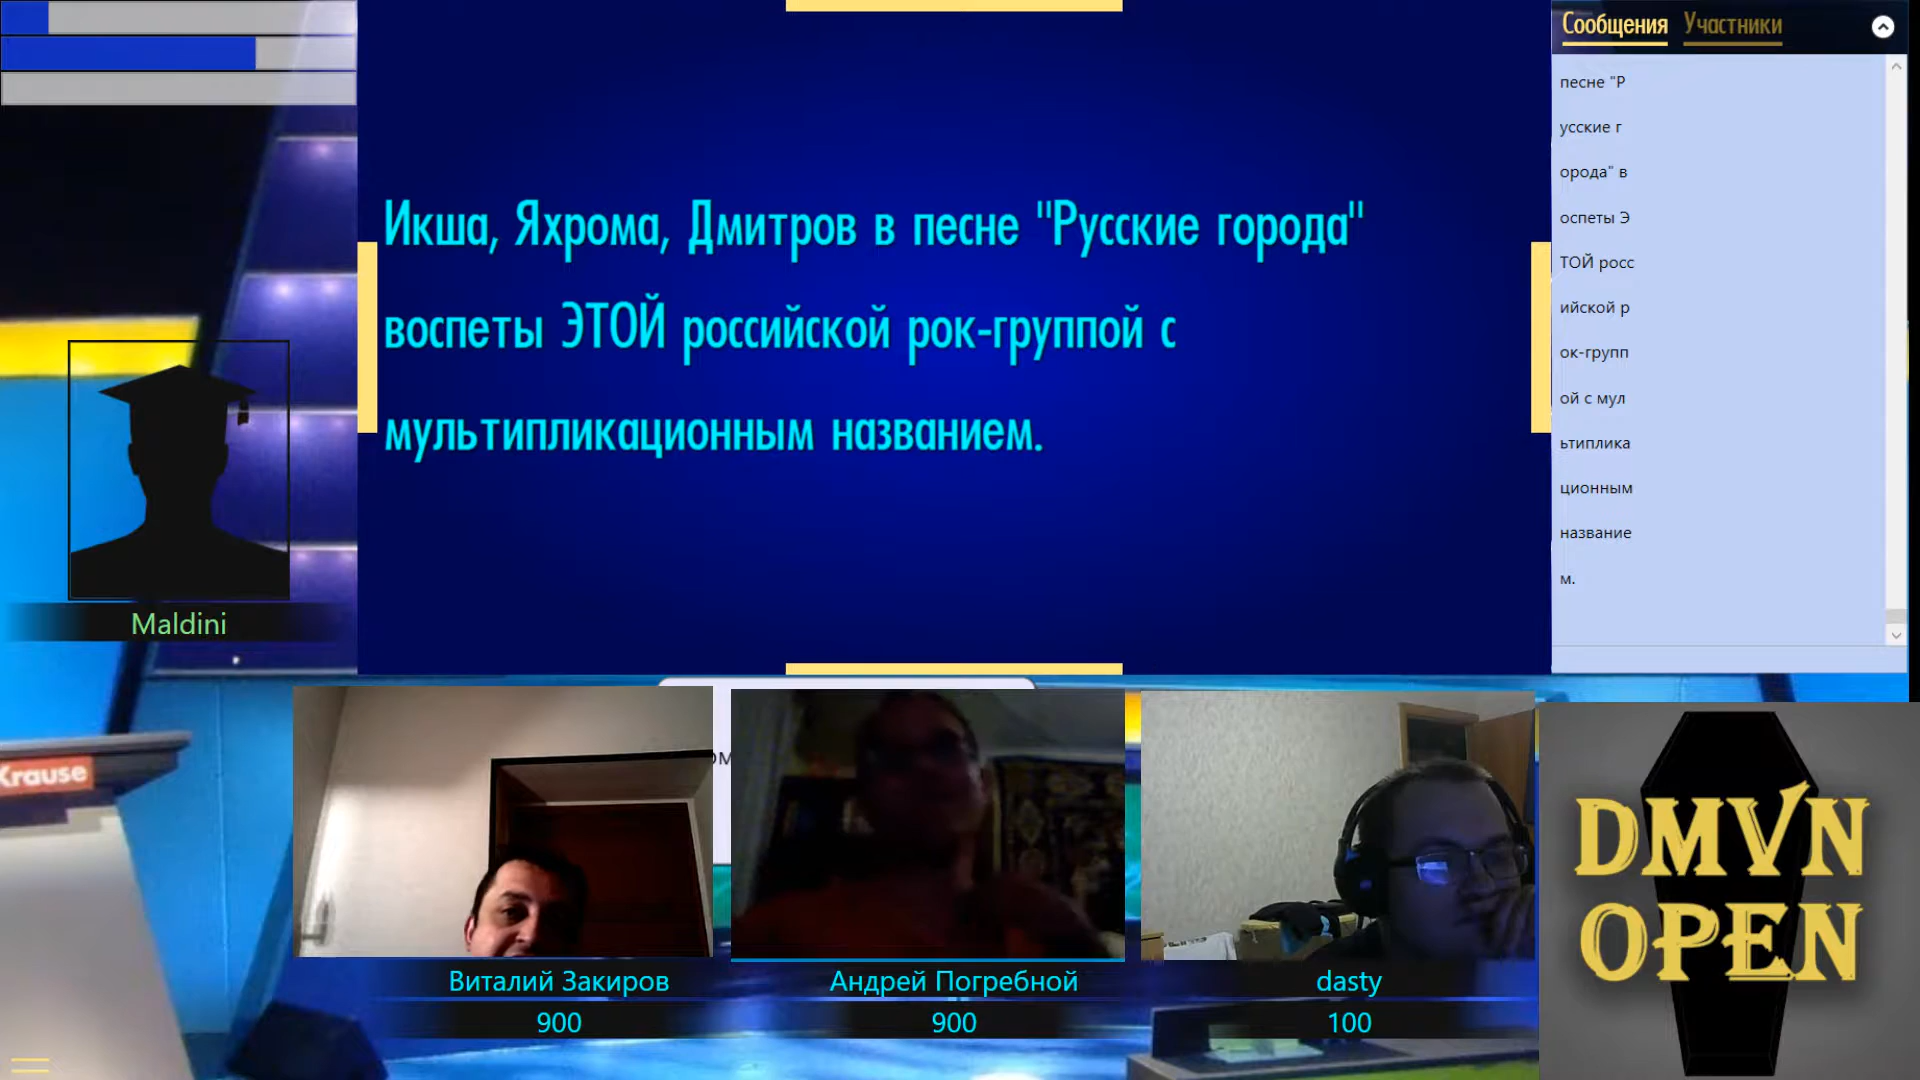 Сообщения Участники
Икша, Яхрома, Дмитров в песне "Русские города"
воспеты ЭТОЙ российской рок-группой с
мультипликационным названием.
песне "Р
усские г
орода" в
оспеты Э
ТОЙ росс
ийской р
ок-групп
ой с мул
ьтиплика
ционным
название
м.
Maldini
Krause
ом
Виталий Закиров
900
Андрей Погребной
900
dasty
100
DMVN
OPEN